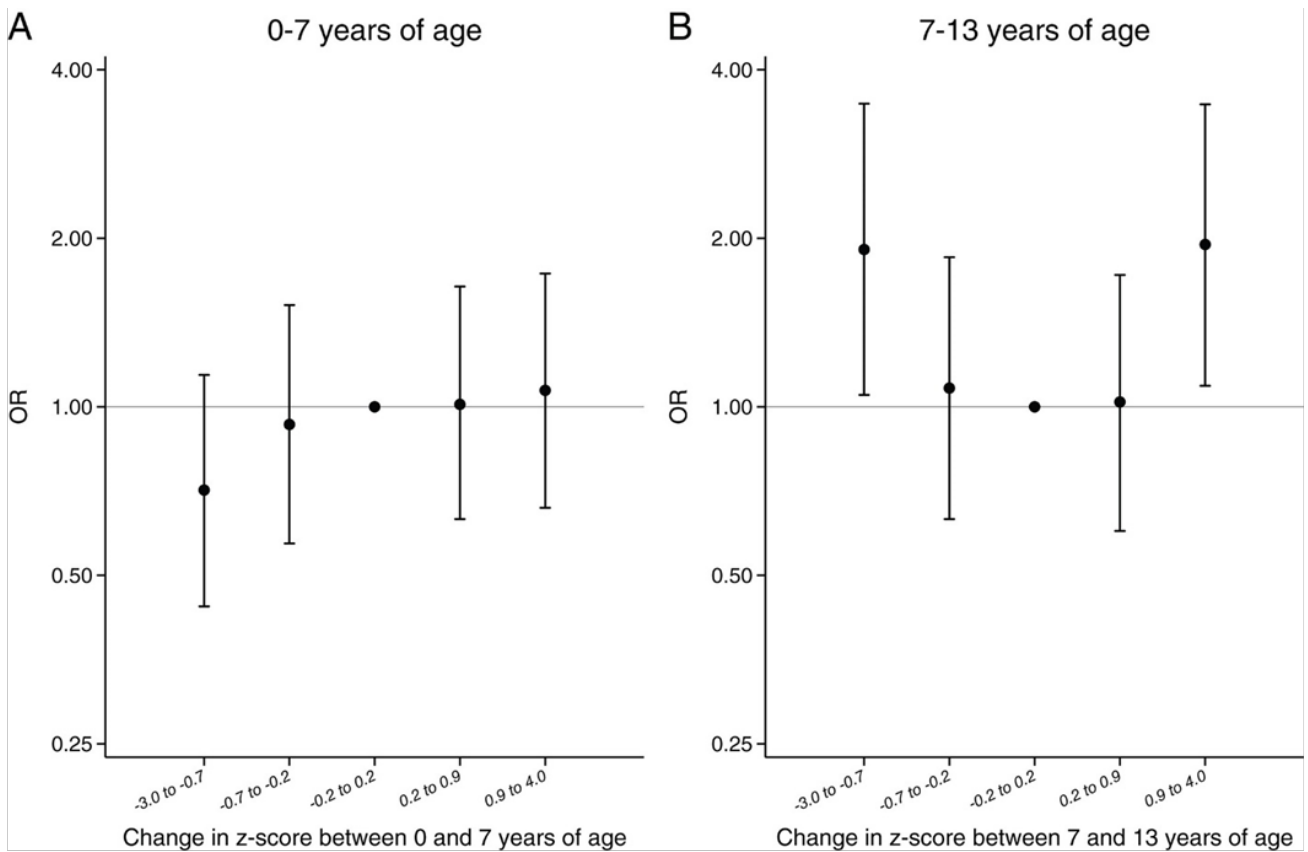 A
0-7 years of age
4.00
2.00
1.00
0.50
0.25
OR
-3.0 to -0.7
-0.7 to -0.2
-0.2 to 0.2
0.2 to 0.9
0.9 to 4.0
Change in z-score between 0 and 7 years of age
B
7-13 years of age
4.00
2.00
1.00
0.50
0.25
OR
-3.0 to -0.7
-0.7 to -0.2
-0.2 to 0.2
0.2 to 0.9
0.9 to 4.0
Change in z-score between 7 and 13 years of age